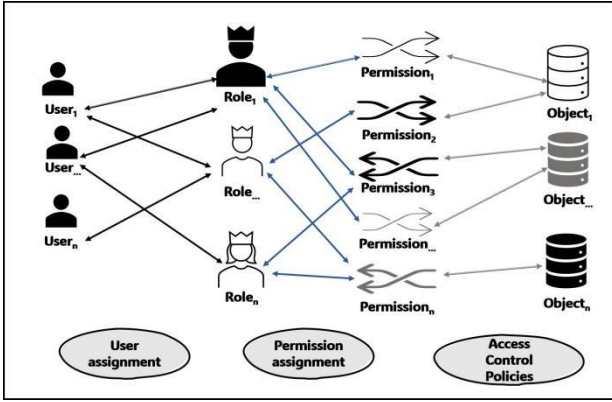 User₁
User...
Userₙ
Role₁
Role...
Roleₙ
Permission₁
Permission₂
Permission₃
Permission...
Permissionₙ
Object₁
Object...
Objectₙ
User
assignment
Permission
assignment
Access
Control
Policies